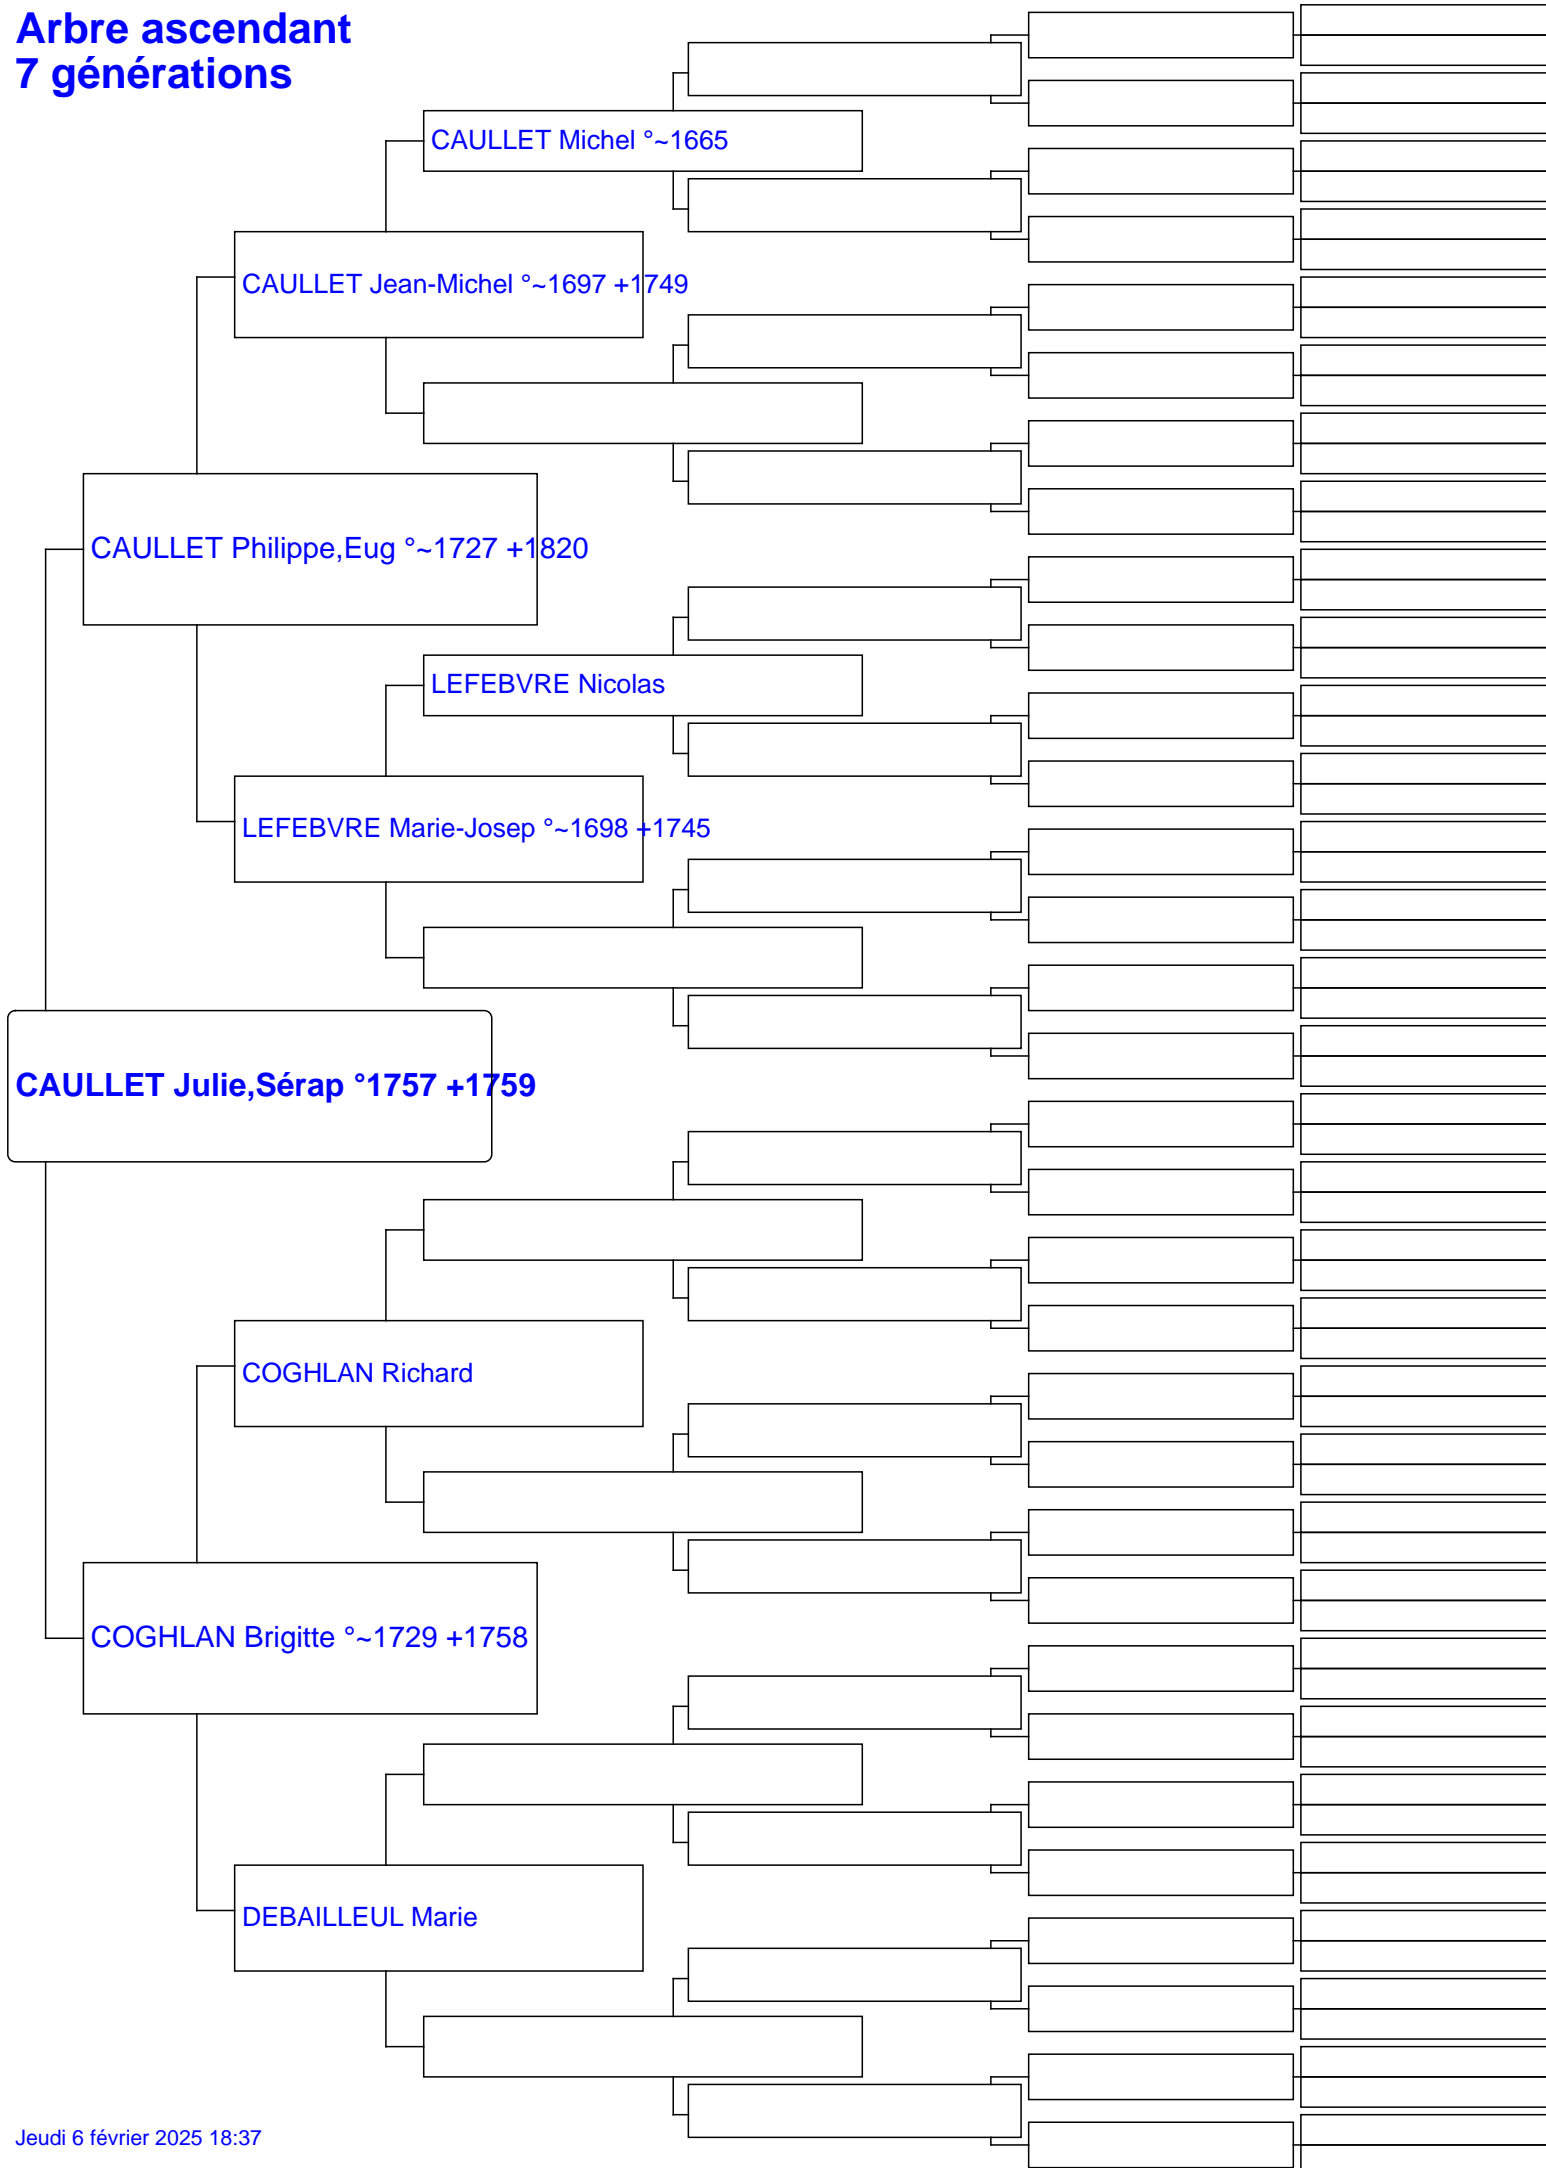 Arbre ascendant
7 générations
CAULLET Michel °~1665
CAULLET Jean-Michel °~1697 +1749
CAULLET Philippe,Eug °~1727 +1820
LEFEBVRE Nicolas
LEFEBVRE Marie-Josep °~1698 +1745
CAULLET Julie,Sérap °1757 +1759
COGHLAN Richard
COGHLAN Brigitte °~1729 +1758
DEBAILLEUL Marie
Jeudi 6 février 2025 18:37